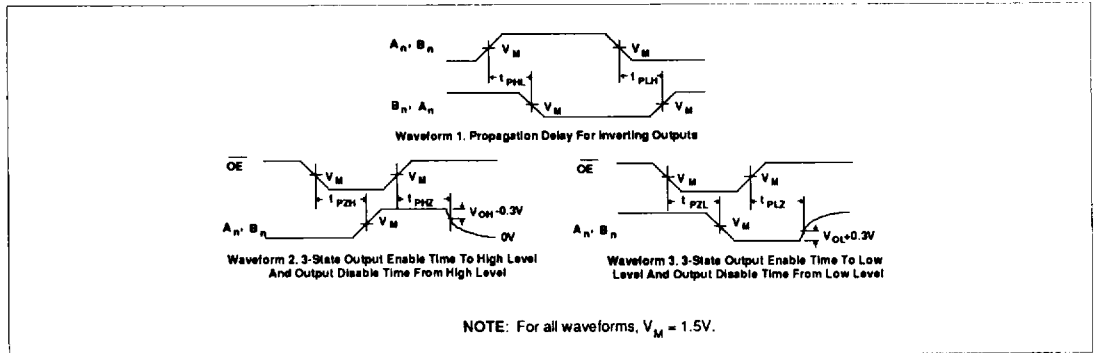 An, Bn
VM
VM
tPHL
tPLH
Bn, An
VM
VM
Waveform 1. Propagation Delay For Inverting Outputs
OE
VM
VM
tPZH
tPHZ
VOH -0.3V
An, Bn
VM
0V
Waveform 2. 3-State Output Enable Time To High Level
And Output Disable Time From High Level
OE
VM
VM
tPZL
tPLZ
An, Bn
VM
VOL+0.3V
Waveform 3. 3-State Output Enable Time To Low
Level And Output Disable Time From Low Level
NOTE: For all waveforms, VM = 1.5V.